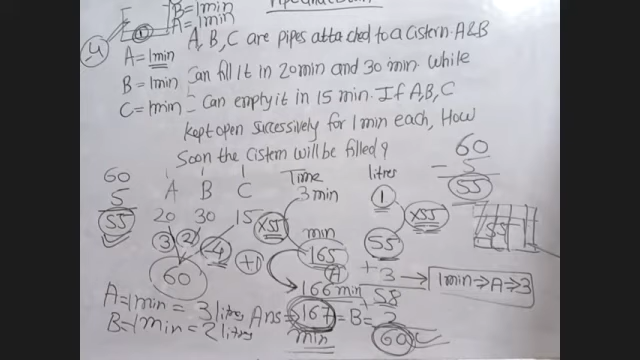 B=1min
A=1min
A, B, C are pipes attached to a cistern. A&B
can fill it in 20min and 30 min. while
can empty it in 15 min. If A, B, C
kept open successively for 1 min each, How
Soon the cistern will be filled?
-4
1
A=1min
B=1min
C=1min
60
5
55
A B C
20 30 15
3 2 -4
60
Time
3 min
x55
min
165
+1
A
166min
Ans ⇒ 167 = B= 2
min
litres
1
x55
55
+ 3
58
60
1min⇒A⇒3
60
- 5
55
55
A=1min = 3 litres
B=1min = 2 litres